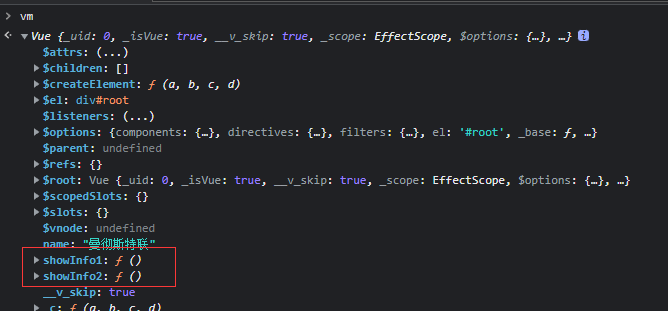 > vm
Vue {_uid: 0, _isVue: true, __v_skip: true, _scope: EffectScope, $options: {…}, …} i
$attrs: (...)
$children: []
$createElement: ƒ (a, b, c, d)
$el: div#root
$listeners: (...)
$options: {components: {…}, directives: {…}, filters: {…}, el: '#root', _base: ƒ, …}
$parent: undefined
$refs: {}
$root: Vue {_uid: 0, _isVue: true, __v_skip: true, _scope: EffectScope, $options: {…}, …}
$scopedSlots: {}
$slots: {}
$vnode: undefined
name: "曼彻斯特联"
showInfo1: ƒ ()
showInfo2: ƒ ()
__v_skip: true
_c: ƒ (a, b, c, d)